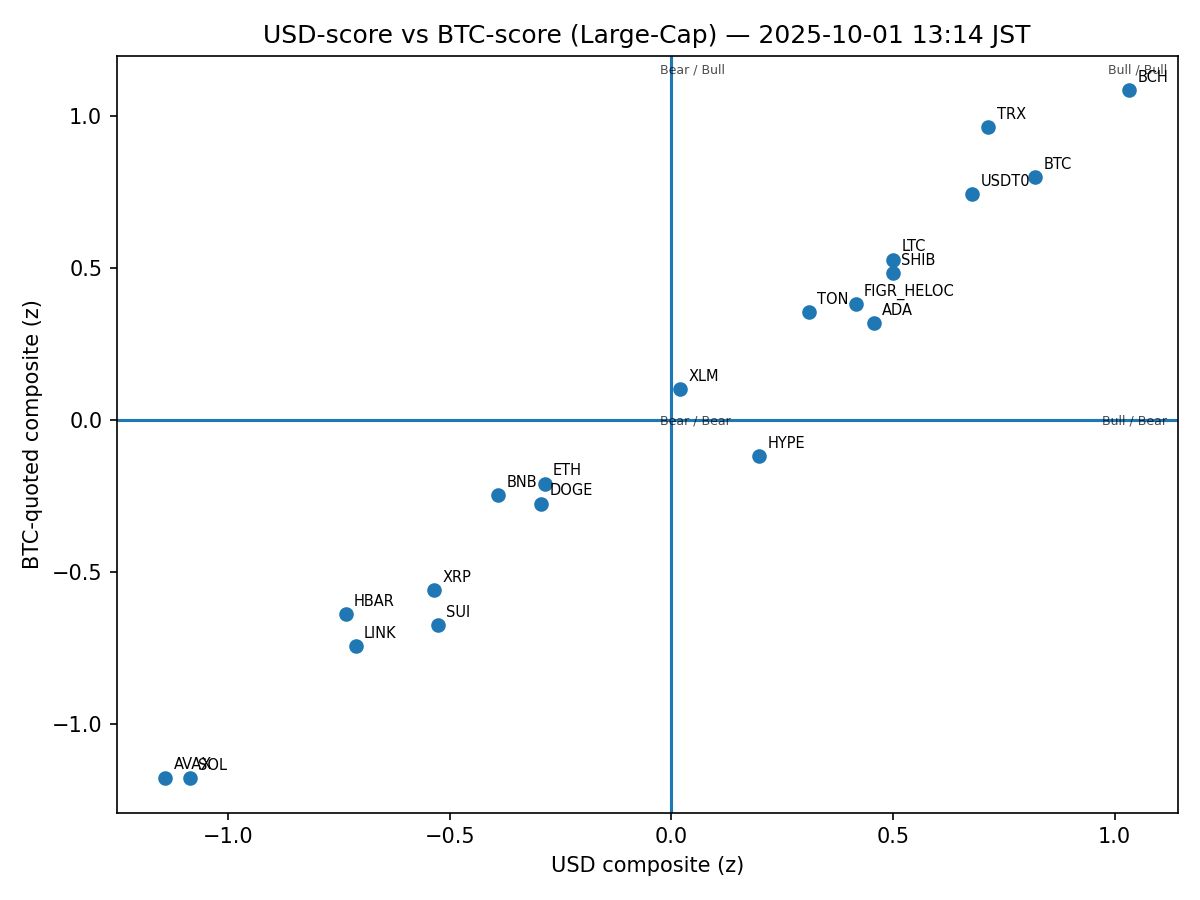 USD-score vs BTC-score (Large-Cap) — 2025-10-01 13:14 JST
Bear / Bull
Bull / Bull
BCH
TRX
BTC
USDT0
LTC
SHIB
FIGR_HELOC
TON
ADA
XLM
Bear / Bear
Bull / Bear
HYPE
ETH
BNB
DOGE
XRP
HBAR
SUI
LINK
AVAX
SOL
1.0
0.5
0.0
−0.5
−1.0
BTC-quoted composite (z)
−1.0
−0.5
0.0
0.5
1.0
USD composite (z)